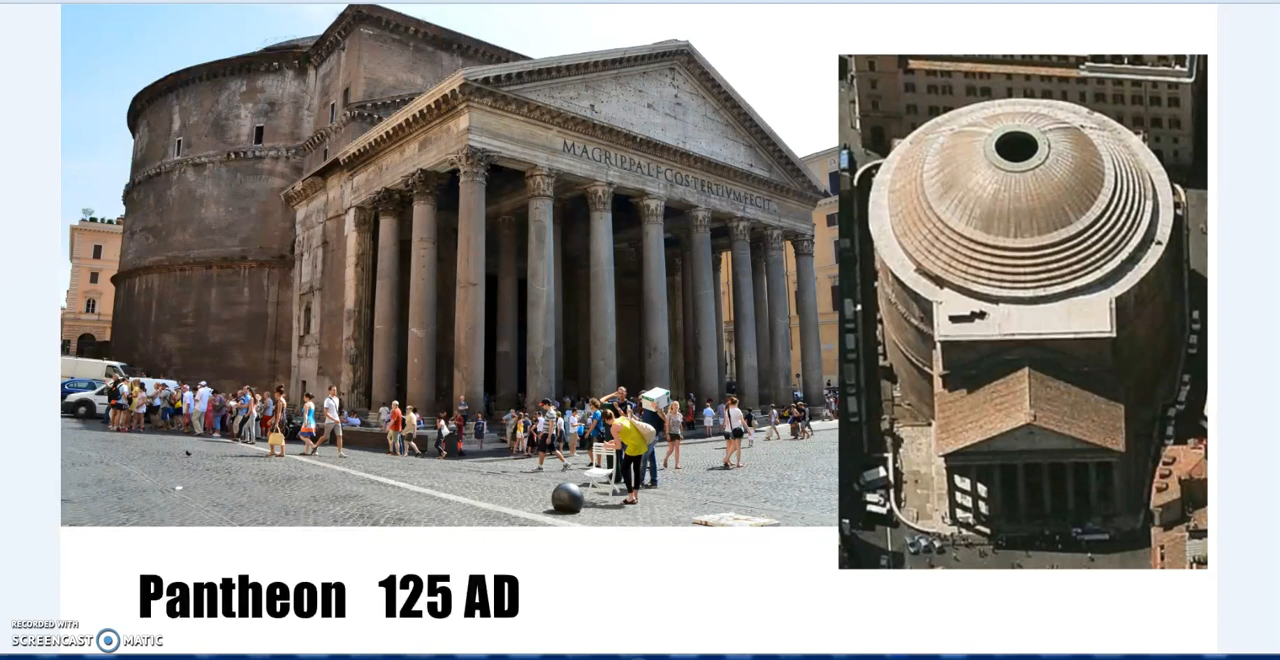 M·AGRIPPA·L·F·COS·TERTIVM·FECIT
Pantheon 125 AD
RECORDED WITH
SCREENCAST MATIC